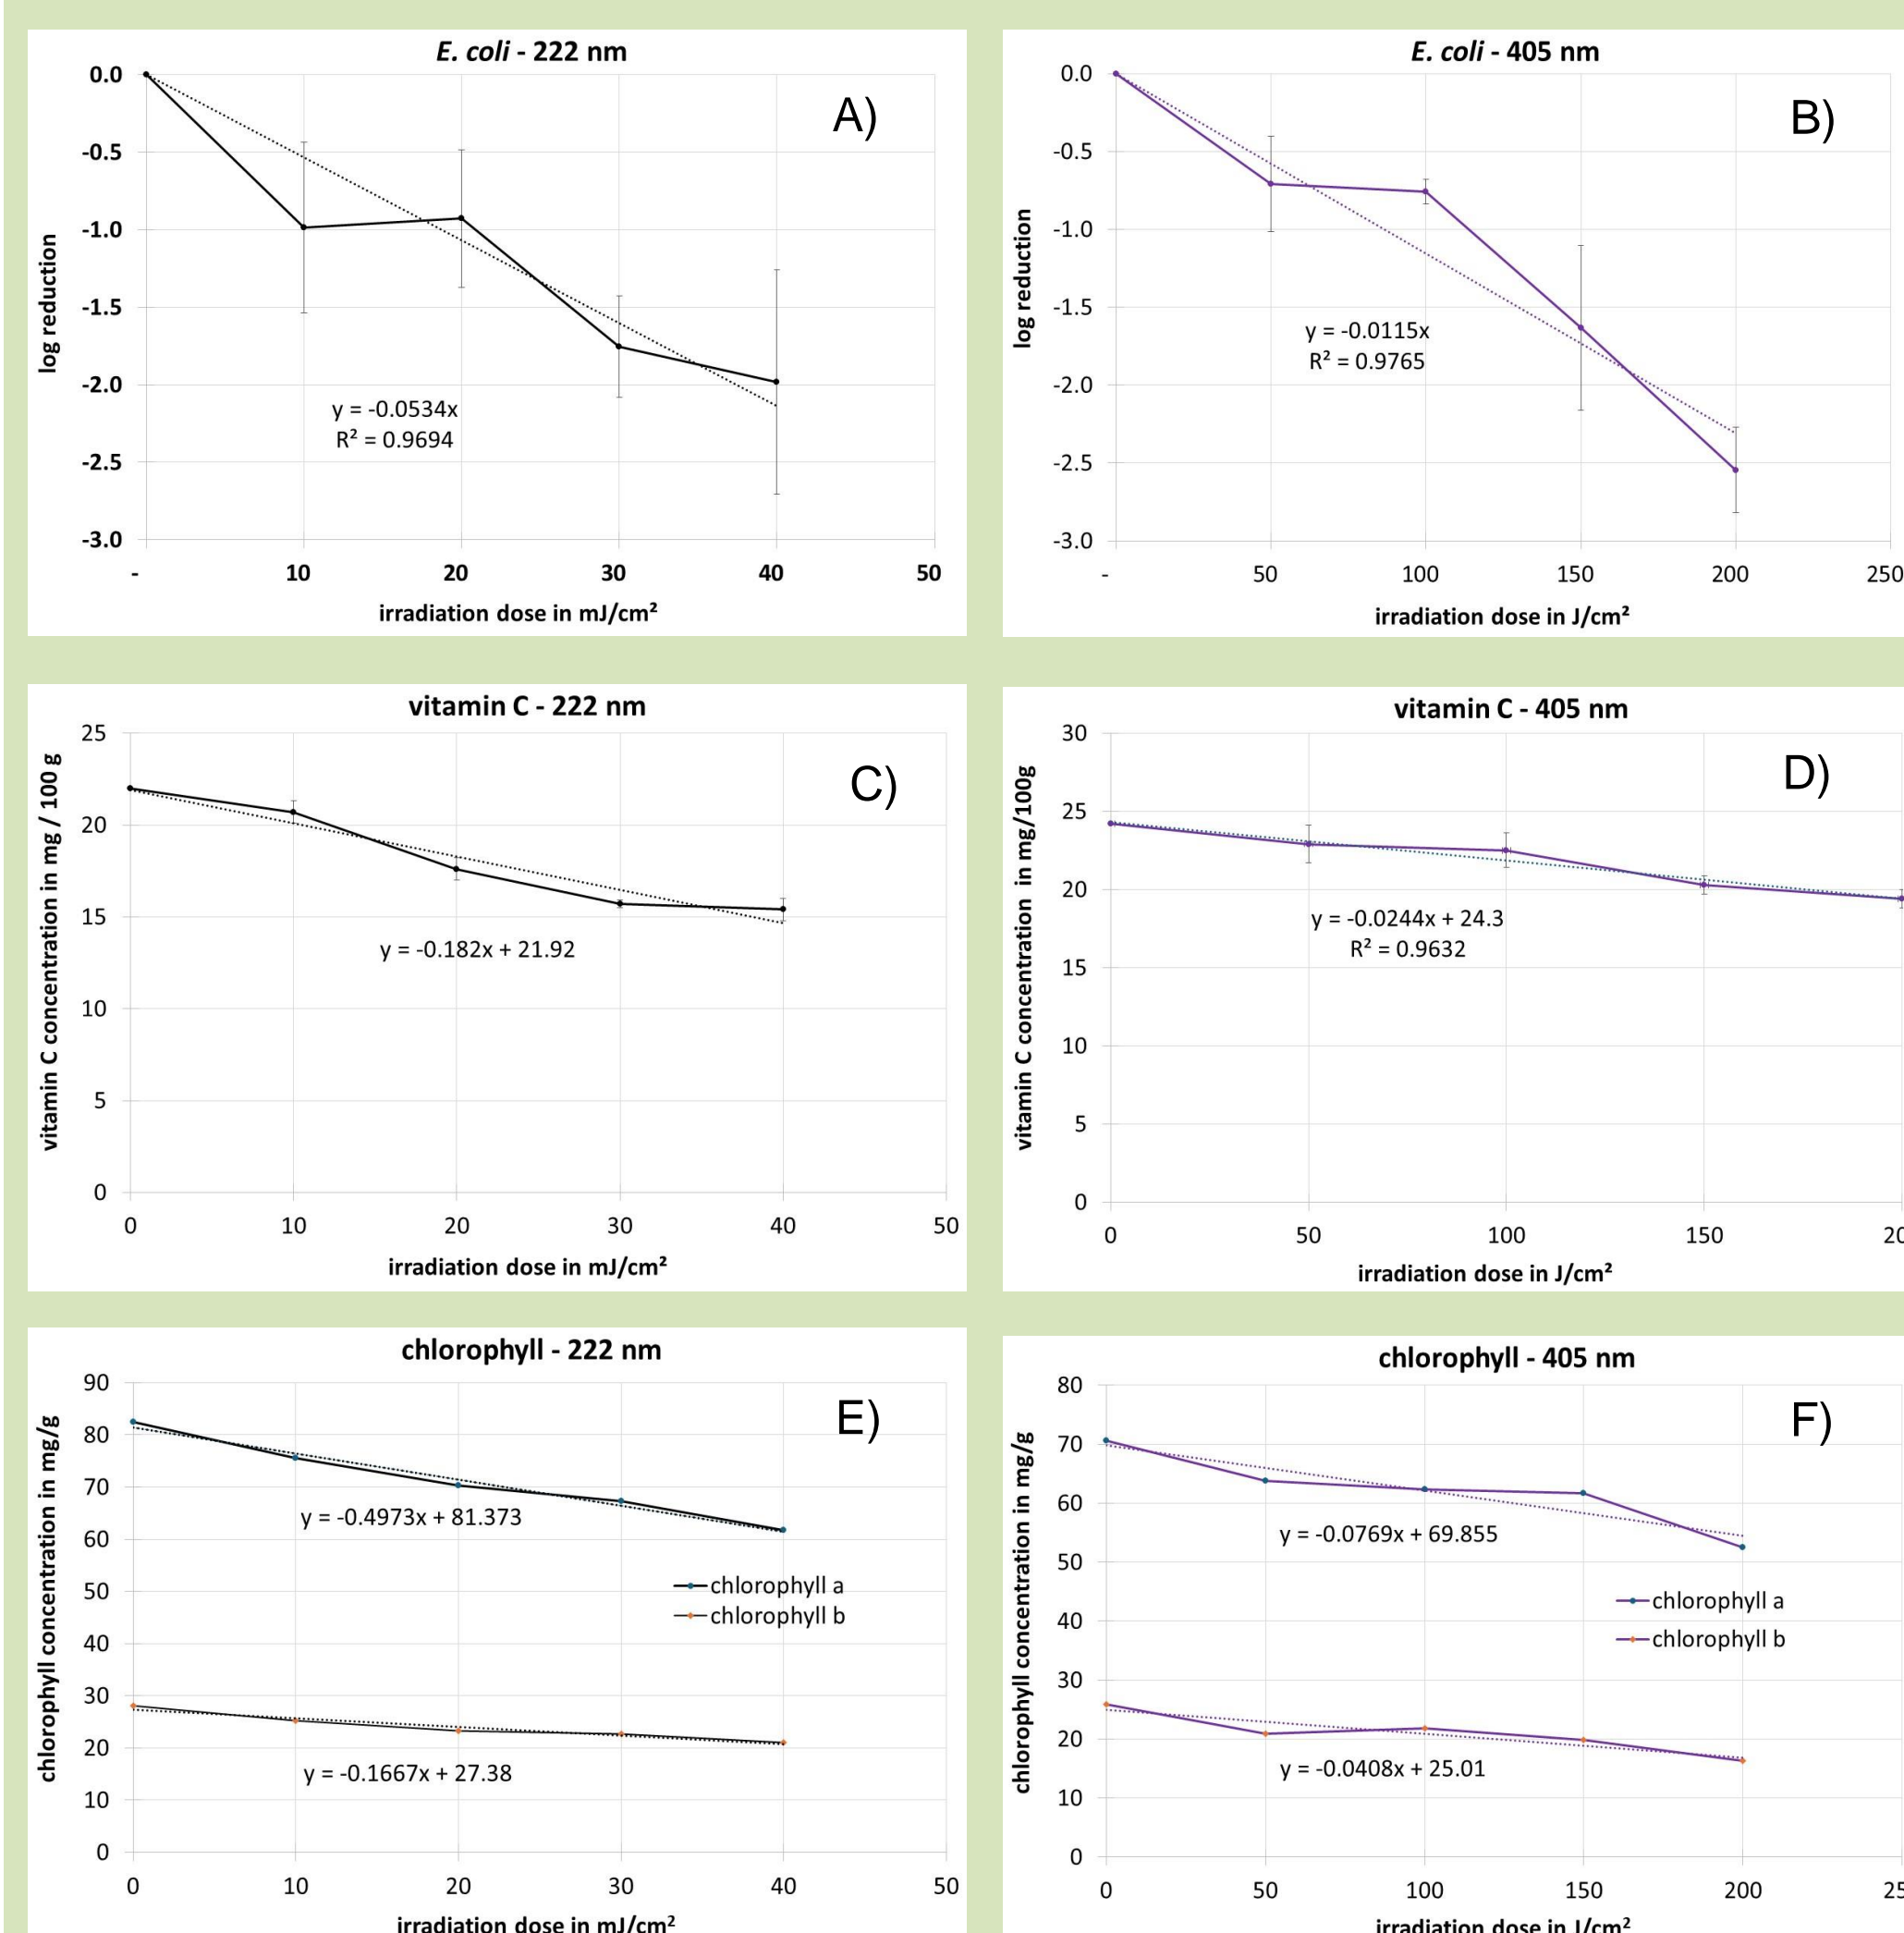 E. coli - 222 nm
A)
0.0
-0.5
-1.0
-1.5
-2.0
-2.5
-3.0
log reduction
y = -0.0534x
R² = 0.9694
- 10 20 30 40 50
irradiation dose in mJ/cm²
E. coli - 405 nm
B)
0.0
-0.5
-1.0
-1.5
-2.0
-2.5
-3.0
log reduction
y = -0.0115x
R² = 0.9765
- 50 100 150 200 250
irradiation dose in J/cm²
vitamin C - 222 nm
C)
25
20
15
10
5
0
vitamin C concentration in mg / 100 g
y = -0.182x + 21.92
0 10 20 30 40 50
irradiation dose in mJ/cm²
vitamin C - 405 nm
D)
30
25
20
15
10
5
0
vitamin C concentration in mg/100g
y = -0.0244x + 24.3
R² = 0.9632
0 50 100 150 20
irradiation dose in J/cm²
chlorophyll - 222 nm
E)
90
80
70
60
50
40
30
20
10
0
chlorophyll concentration in mg/g
y = -0.4973x + 81.373
chlorophyll a
chlorophyll b
y = -0.1667x + 27.38
0 10 20 30 40 50
irradiation dose in mJ/cm²
chlorophyll - 405 nm
F)
80
70
60
50
40
30
20
10
0
chlorophyll concentration in mg/g
y = -0.0769x + 69.855
chlorophyll a
chlorophyll b
y = -0.0408x + 25.01
0 50 100 150 200 25
irradiation dose in J/cm²